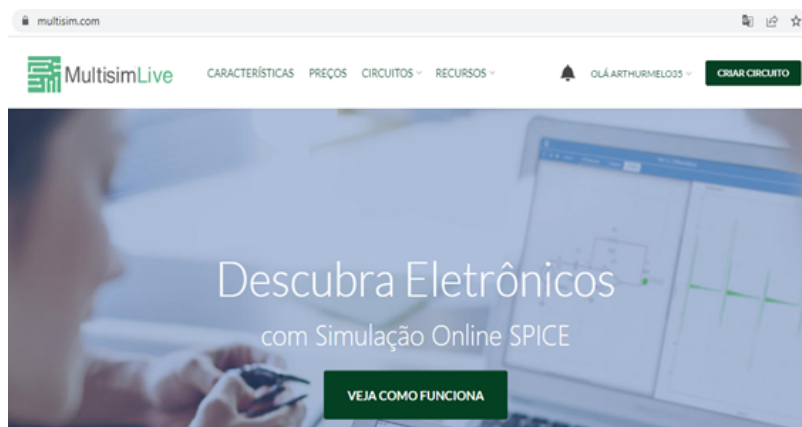 multisim.com
MultisimLive CARACTERÍSTICAS PREÇOS CIRCUITOS RECURSOS OLÁ ARTHURMELO35 CRIAR CIRCUITO
Descubra Eletrônicos
com Simulação Online SPICE
VEJA COMO FUNCIONA